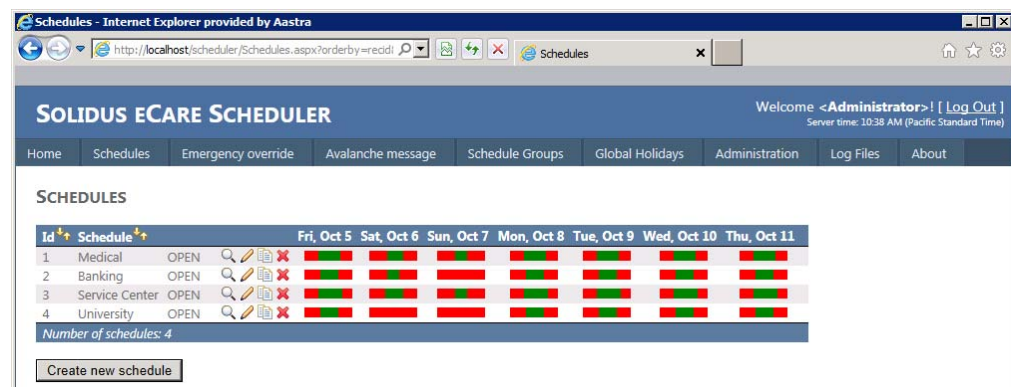 Schedules - Internet Explorer provided by Aastra
http://localhost/scheduler/Schedules.aspx?orderby=recidi
Schedules
SOLIDUS ECARE SCHEDULER
Welcome <Administrator>! [ Log Out ]
Server time: 10:38 AM (Pacific Standard Time)
Home Schedules Emergency override Avalanche message Schedule Groups Global Holidays Administration Log Files About
SCHEDULES
Id Schedule Fri, Oct 5 Sat, Oct 6 Sun, Oct 7 Mon, Oct 8 Tue, Oct 9 Wed, Oct 10 Thu, Oct 11
1 Medical OPEN
2 Banking OPEN
3 Service Center OPEN
4 University OPEN
Number of schedules: 4
Create new schedule